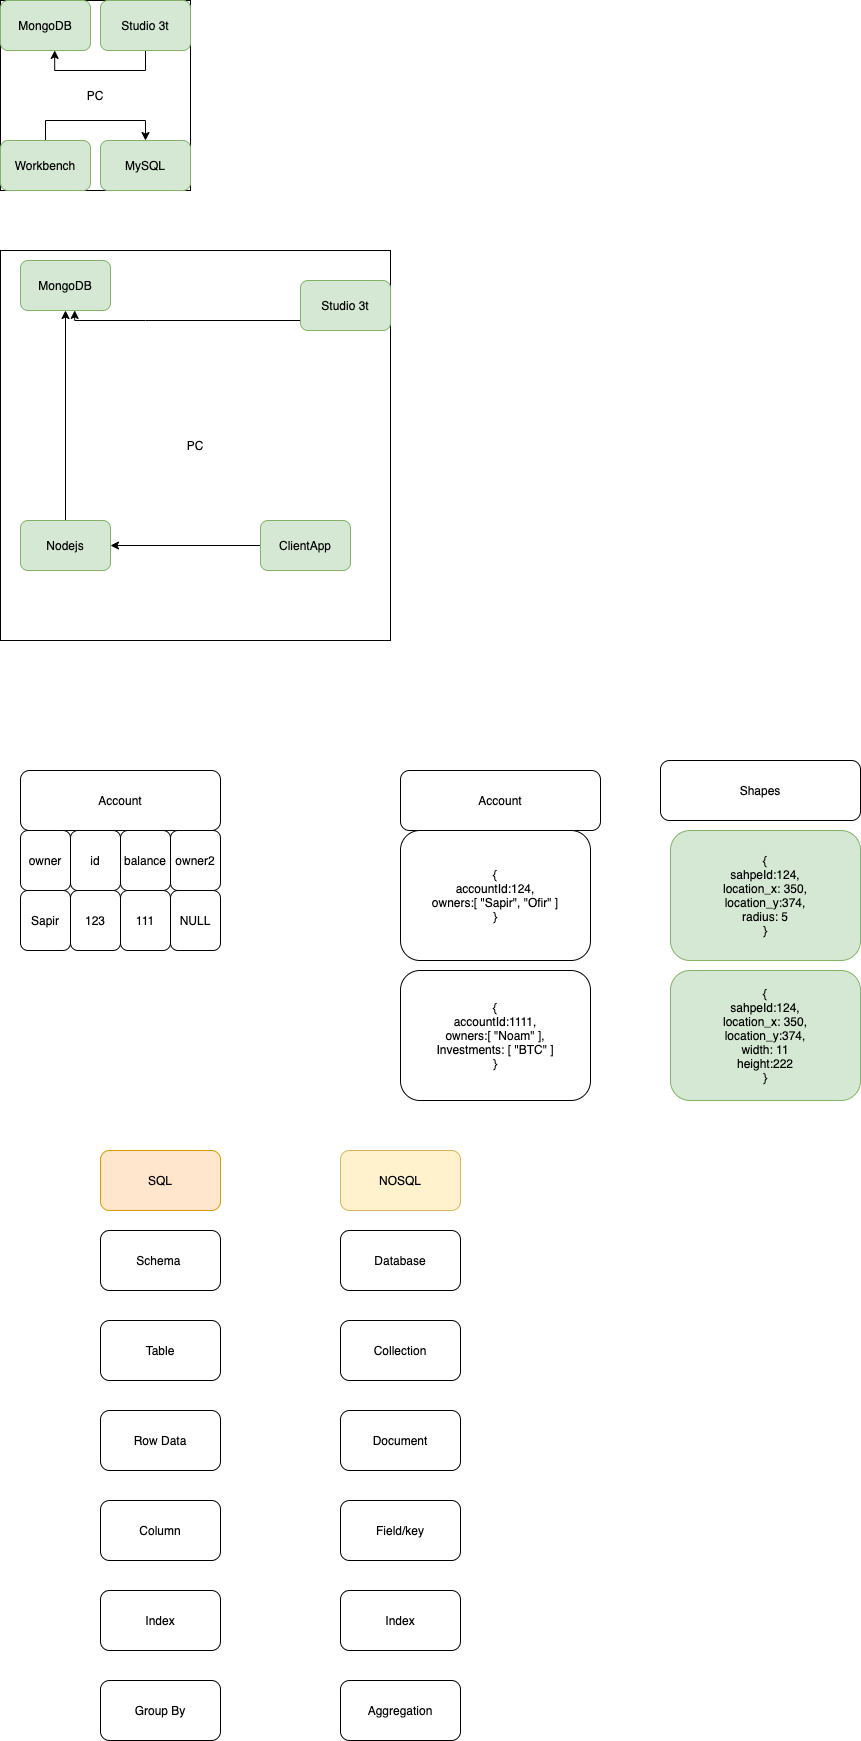 MongoDB
Studio 3t
PC
Workbench
MySQL
MongoDB
Studio 3t
PC
Nodejs
ClientApp
Account
owner
id
balance
owner2
Sapir
123
111
NULL
Account
{
accountId:124,
owners:[ "Sapir", "Ofir" ]
}
{
accountId:1111,
owners:[ "Noam" ],
Investments: [ "BTC" ]
}
Shapes
{
sahpeId:124,
location_x: 350,
location_y:374,
radius: 5
}
{
sahpeId:124,
location_x: 350,
location_y:374,
width: 11
height:222
}
SQL
NOSQL
Schema
Database
Table
Collection
Row Data
Document
Column
Field/key
Index
Index
Group By
Aggregation